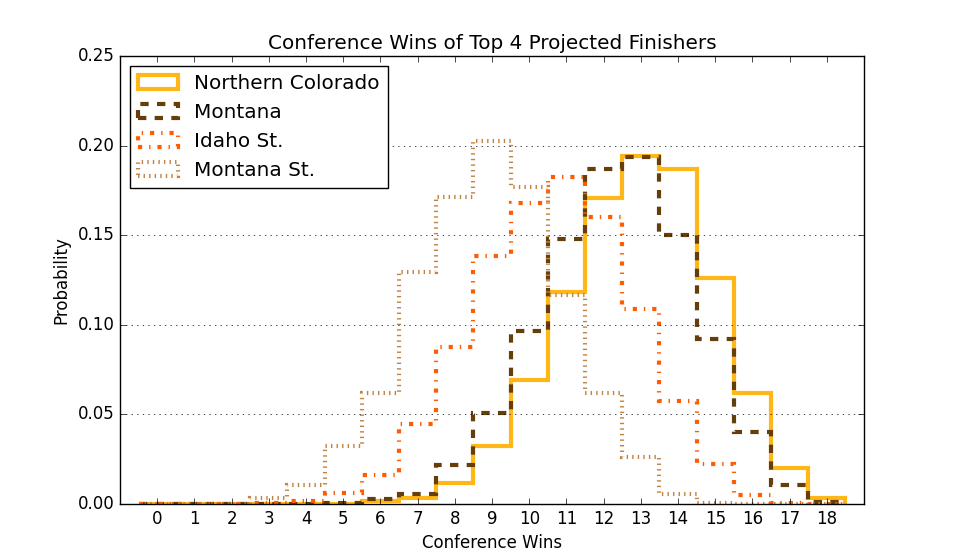 Conference Wins of Top 4 Projected Finishers
0.25
0.20
0.15
0.10
0.05
0.00
Probability
Northern Colorado
Montana
Idaho St.
Montana St.
0 1 2 3 4 5 6 7 8 9 10 11 12 13 14 15 16 17 18
Conference Wins